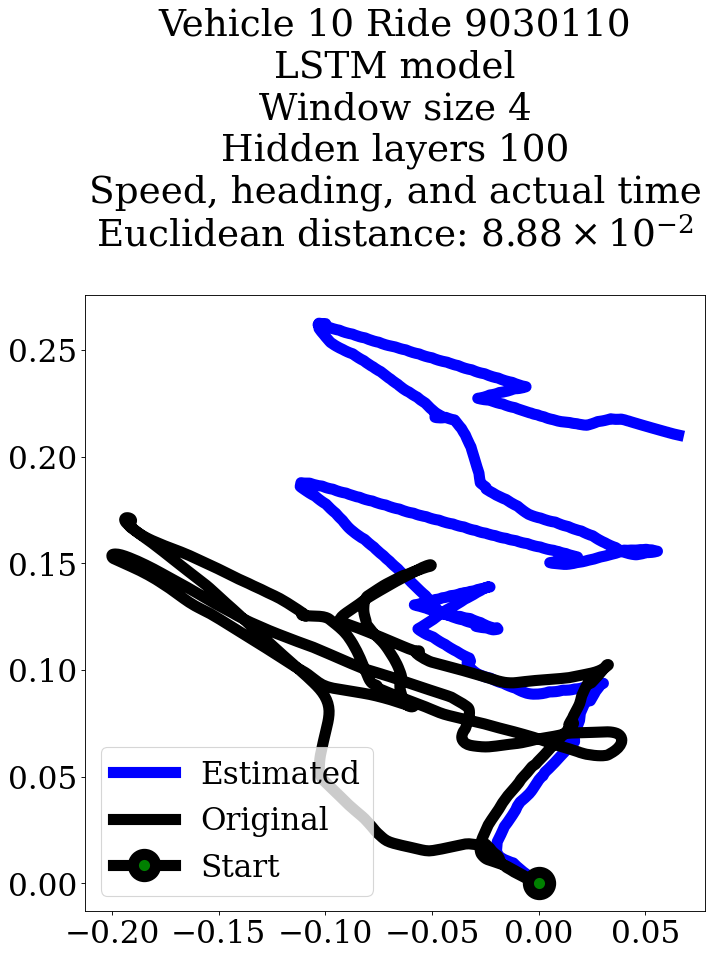 Vehicle 10 Ride 9030110
LSTM model
Window size 4
Hidden layers 100
Speed, heading, and actual time
Euclidean distance: 8.88 × 10⁻²
0.25
0.20
0.15
0.10
0.05
0.00
Estimated
Original
Start
−0.20 −0.15 −0.10 −0.05 0.00 0.05